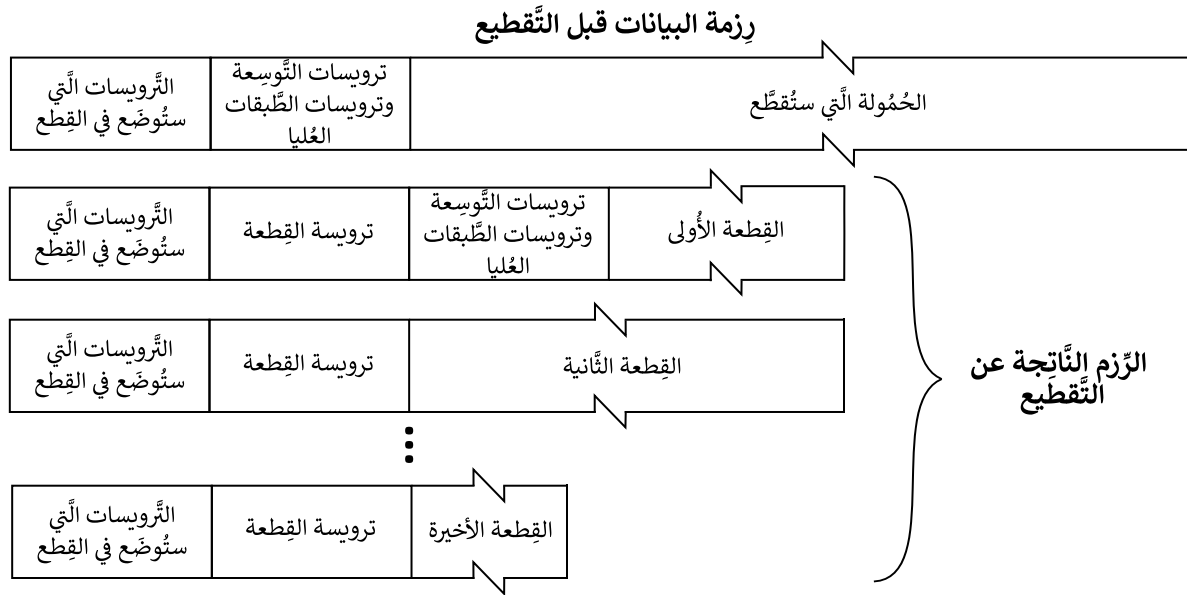 رِزمة البيانات قبل التَّقطيع
التَّرويسات الَّتي
ستُوضَع في القِطع
ترويسات التَّوسِعة
وترويسات الطَّبقات
العُليا
الحُمُولة الَّتي ستُقطَّع
التَّرويسات الَّتي
ستُوضَع في القِطع
ترويسة القِطعة
ترويسات التَّوسِعة
وترويسات الطَّبقات
العُليا
القِطعة الأُولى
التَّرويسات الَّتي
ستُوضَع في القِطع
ترويسة القِطعة
القِطعة الثَّانية
الرِّزم النَّاتِجة عن
التَّقطيع
التَّرويسات الَّتي
ستُوضَع في القِطع
ترويسة القِطعة
القِطعة الأخيرة